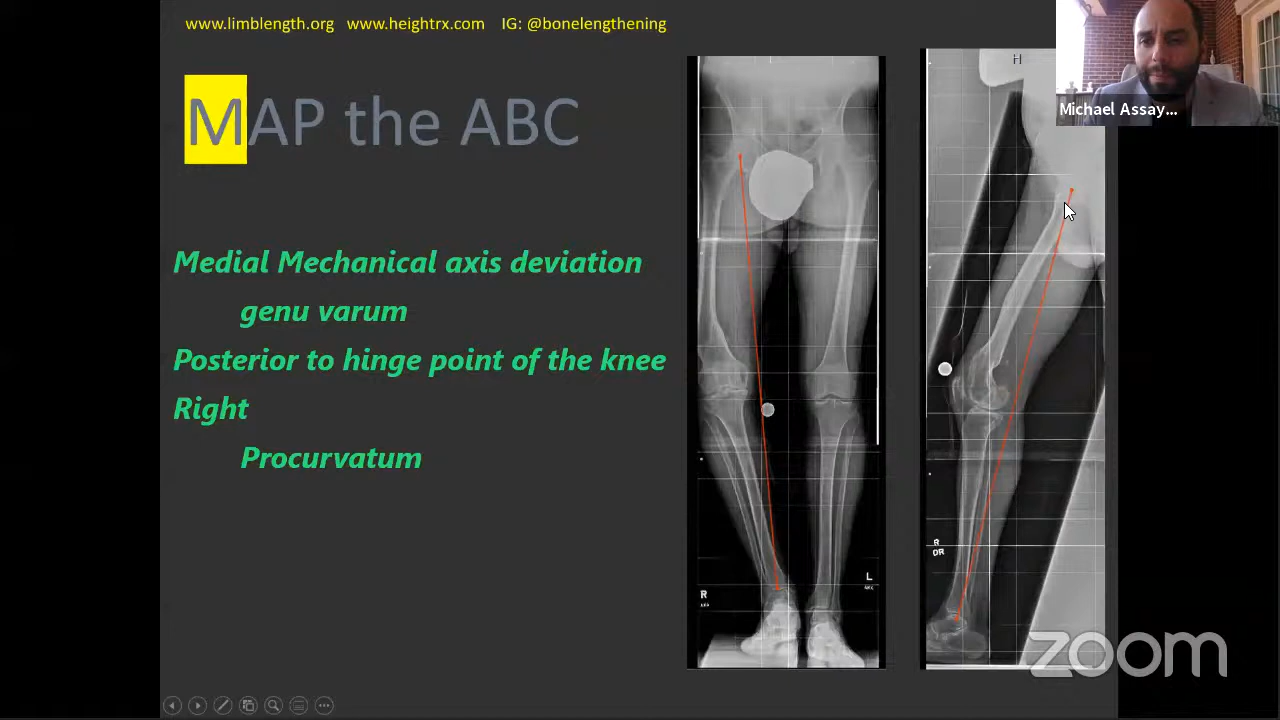 www.limblength.org www.heightrx.com IG: @bonelengthening
MAP the ABC
Medial Mechanical axis deviation
genu varum
Posterior to hinge point of the knee
Right
Procurvatum
H
Michael Assay...
R
L
R
DR
zoom